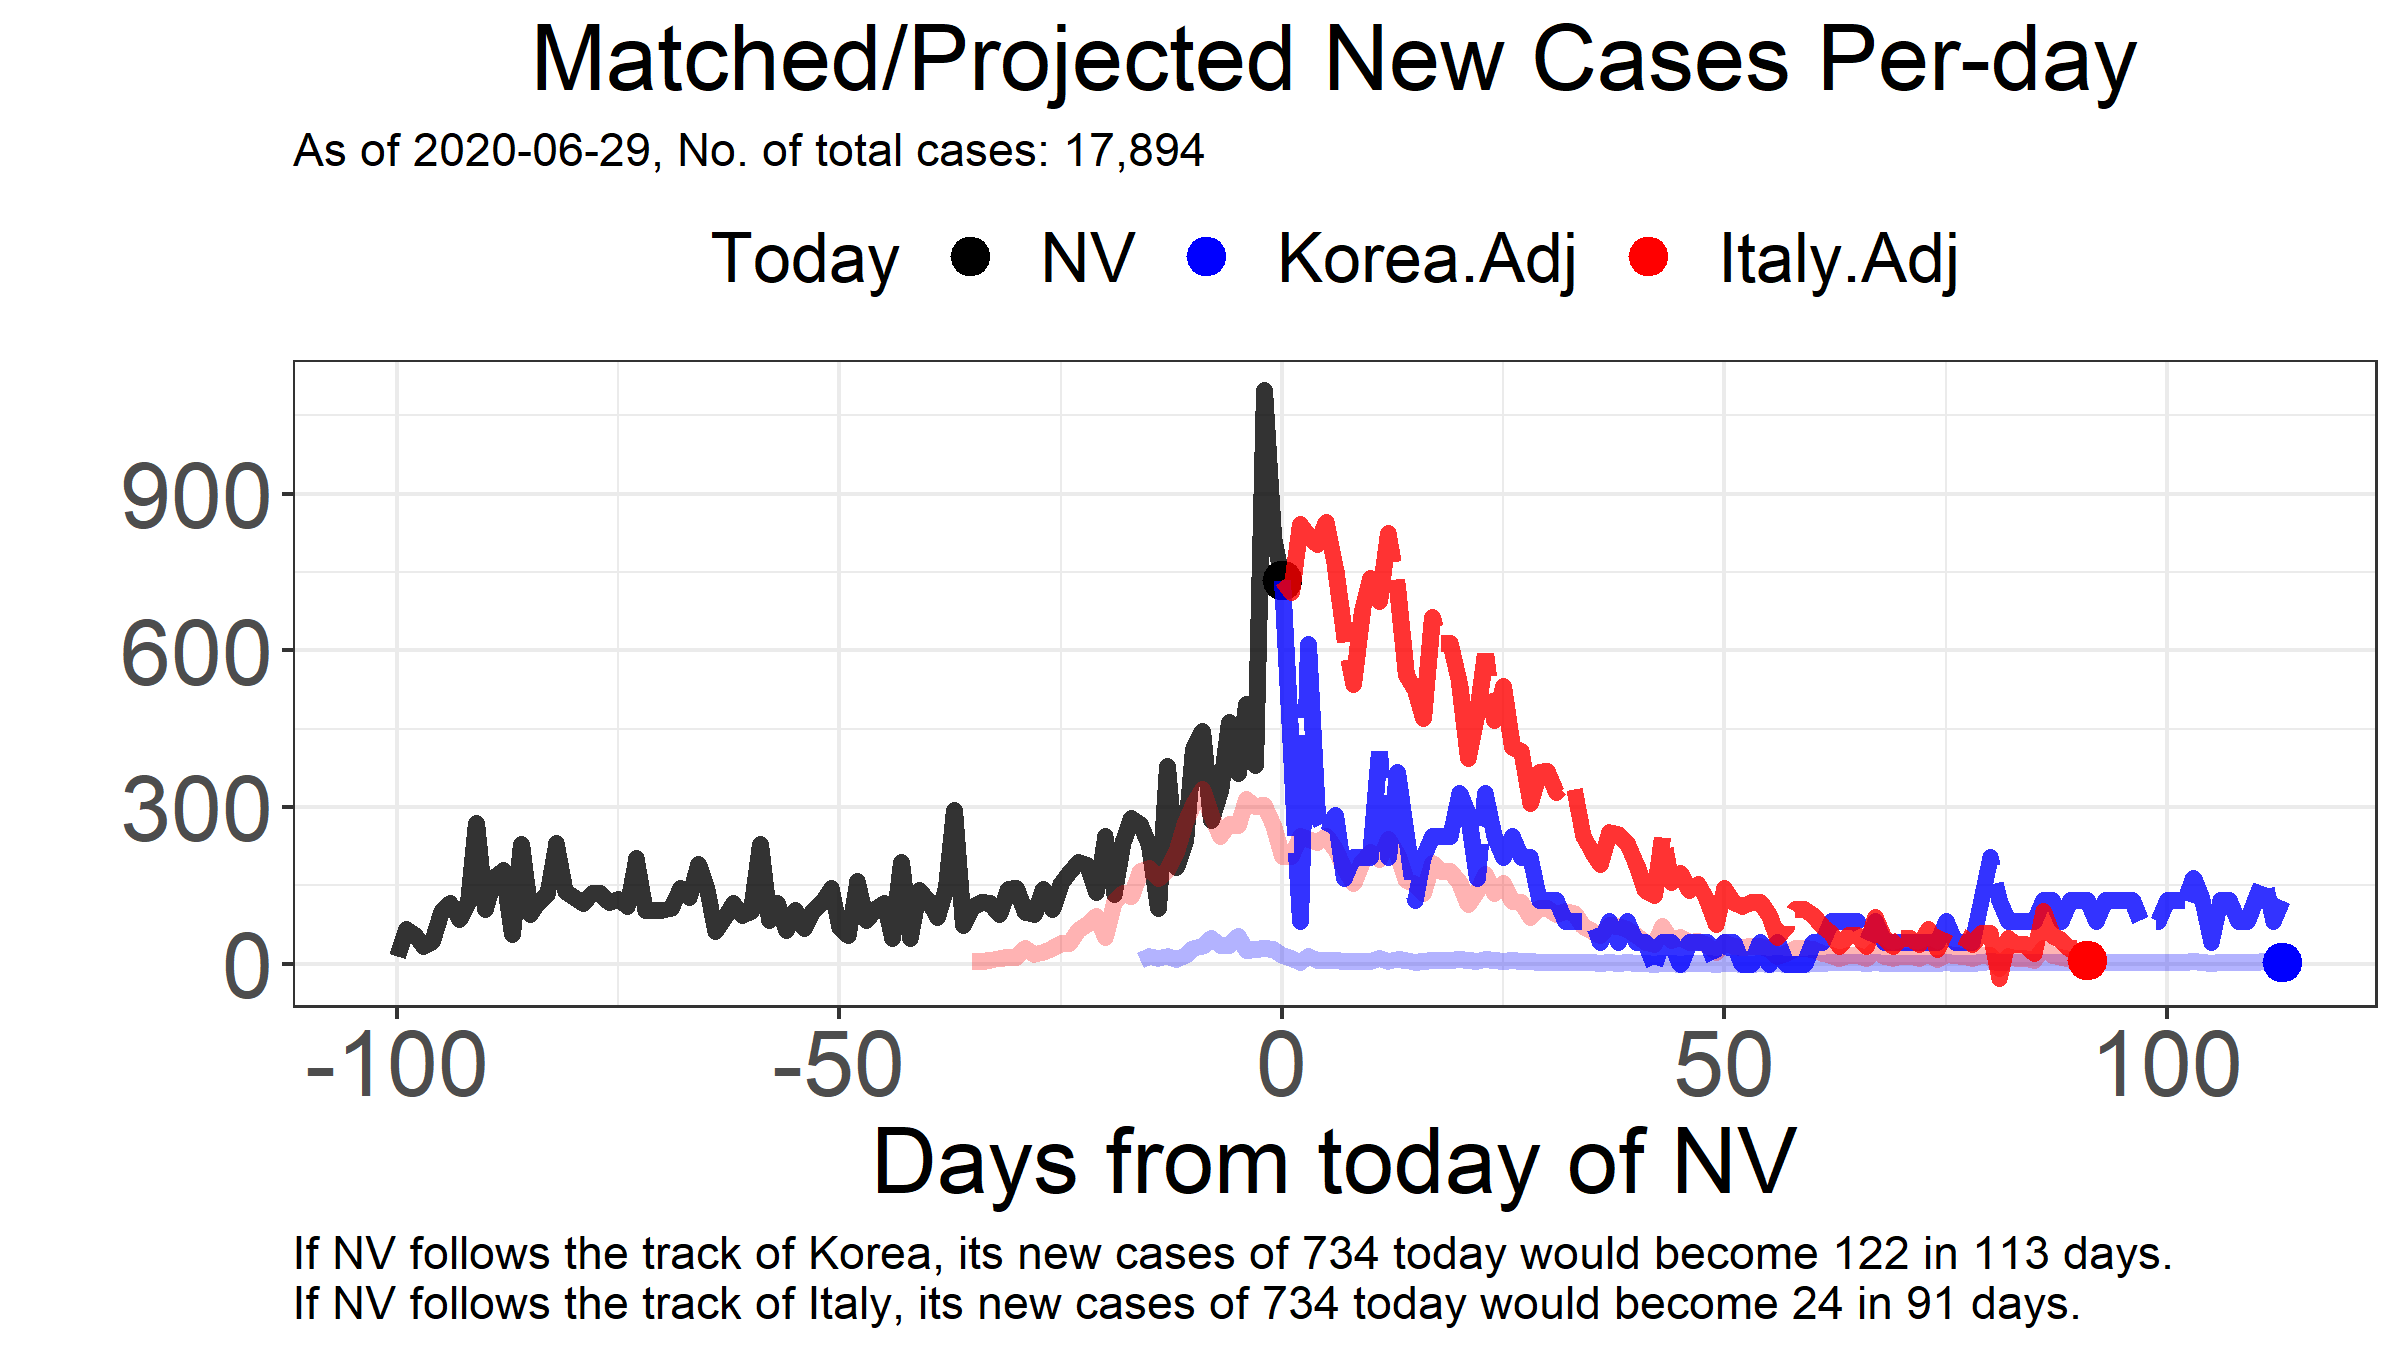 Matched/Projected New Cases Per-day
As of 2020-06-29, No. of total cases: 17,894
Today NV Korea.Adj Italy.Adj
900
600
300
0
-100 -50 0 50 100
Days from today of NV
If NV follows the track of Korea, its new cases of 734 today would become 122 in 113 days.
If NV follows the track of Italy, its new cases of 734 today would become 24 in 91 days.